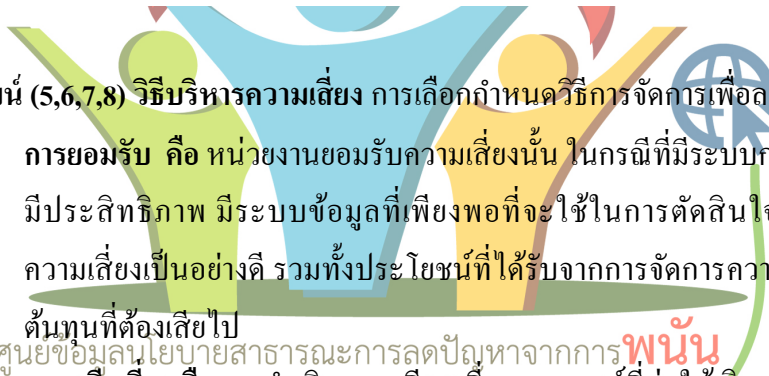 (5,6,7,8) วิธีบริหารความเสี่ยง การเลือกกำหนดวิธีการจัดการเพื่อ
การยอมรับ คือ หน่วยงานยอมรับความเสี่ยงนั้น ในกรณีที่มีระบบ
มีประสิทธิภาพ มีระบบข้อมูลที่เพียงพอที่จะใช้ในการตัดสินใจ
ความเสี่ยงเป็นอย่างดี รวมทั้งประโยชน์ที่ได้รับจากการจัดการ
ต้นทุนที่ต้องเสียไป
ศูนย์ข้อมูลนโยบายสาธารณะการลดปัญหาจากการพนัน